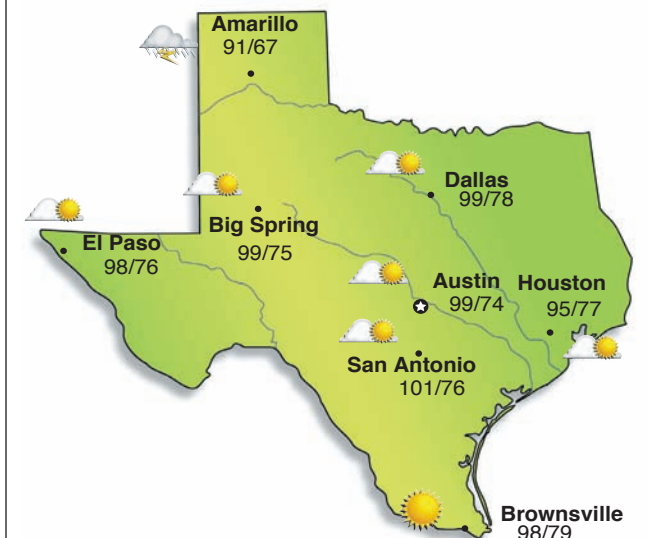 Amarillo
91/67
Dallas
99/78
Big Spring
99/75
El Paso
98/76
Austin
99/74
Houston
95/77
San Antonio
101/76
Brownsville
98/79